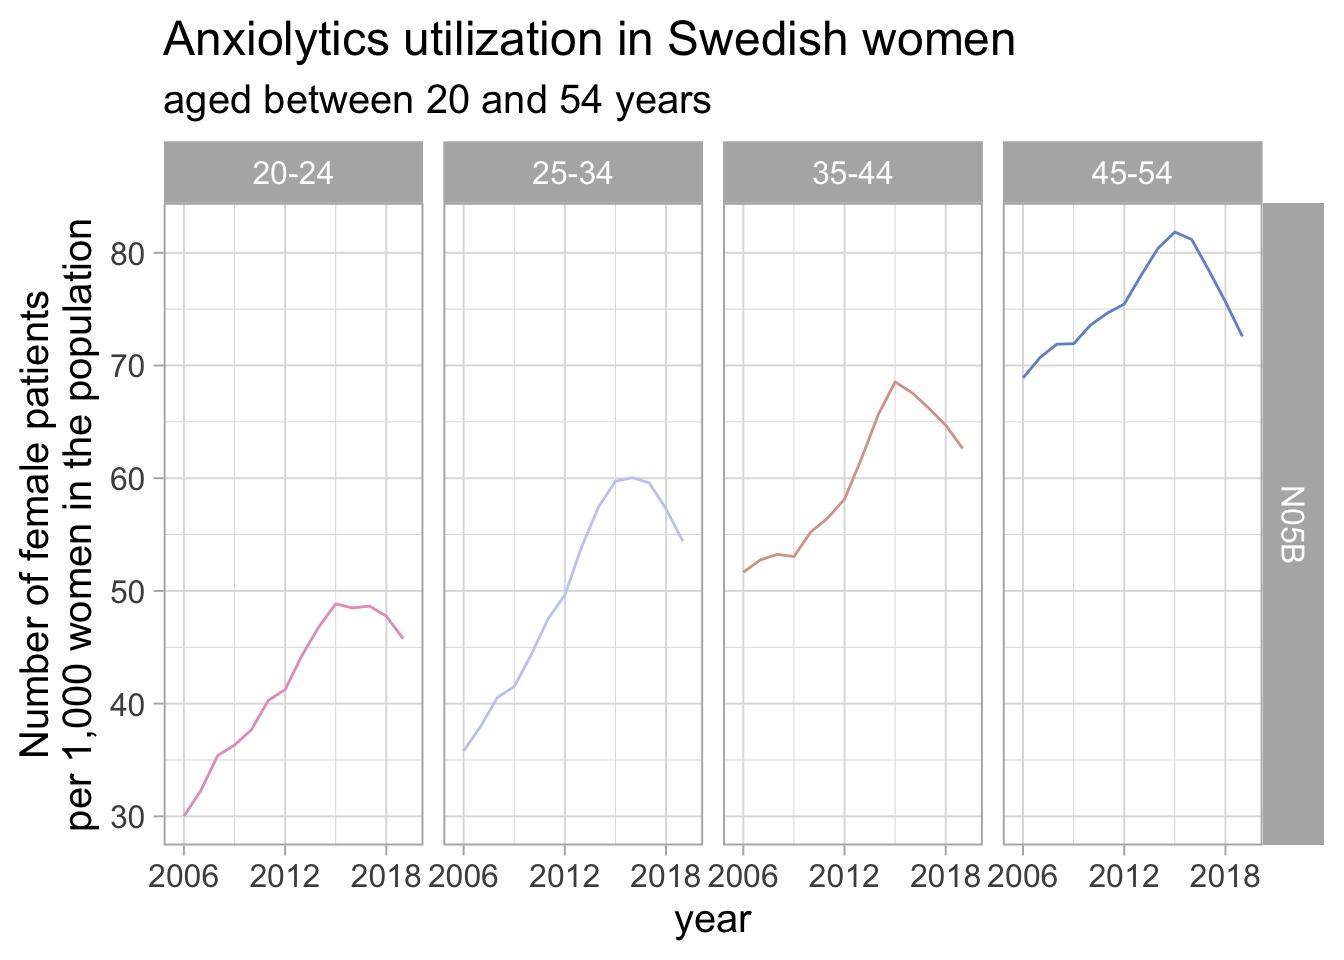 Anxiolytics utilization in Swedish women
aged between 20 and 54 years
20-24
25-34
35-44
45-54
Number of female patients
per 1,000 women in the population
80
70
60
50
40
30
N05B
2006 2012 2018
2006 2012 2018
2006 2012 2018
2006 2012 2018
year